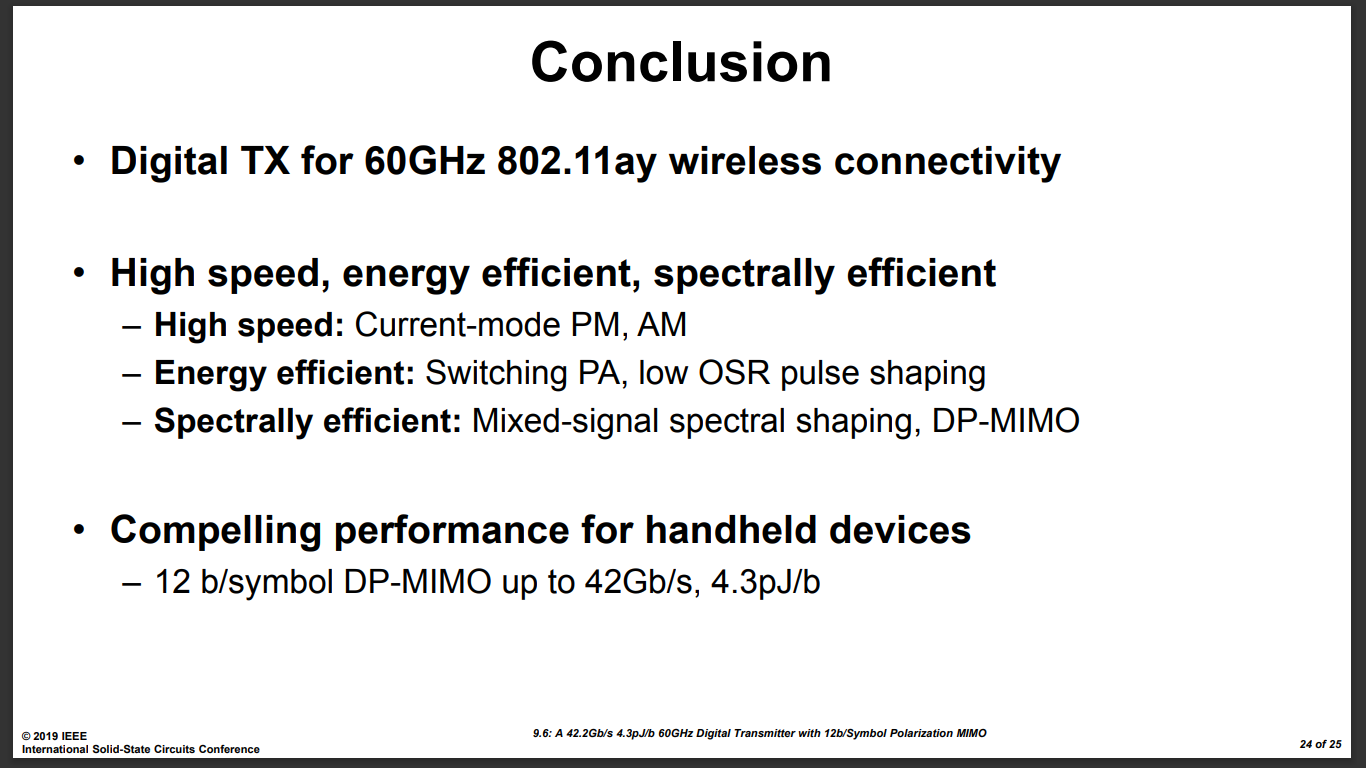 Conclusion
• Digital TX for 60GHz 802.11ay wireless connectivity
• High speed, energy efficient, spectrally efficient
– High speed: Current-mode PM, AM
– Energy efficient: Switching PA, low OSR pulse shaping
– Spectrally efficient: Mixed-signal spectral shaping, DP-MIMO
• Compelling performance for handheld devices
– 12 b/symbol DP-MIMO up to 42Gb/s, 4.3pJ/b
© 2019 IEEE
International Solid-State Circuits Conference
9.6: A 42.2Gb/s 4.3pJ/b 60GHz Digital Transmitter with 12b/Symbol Polarization MIMO
24 of 25